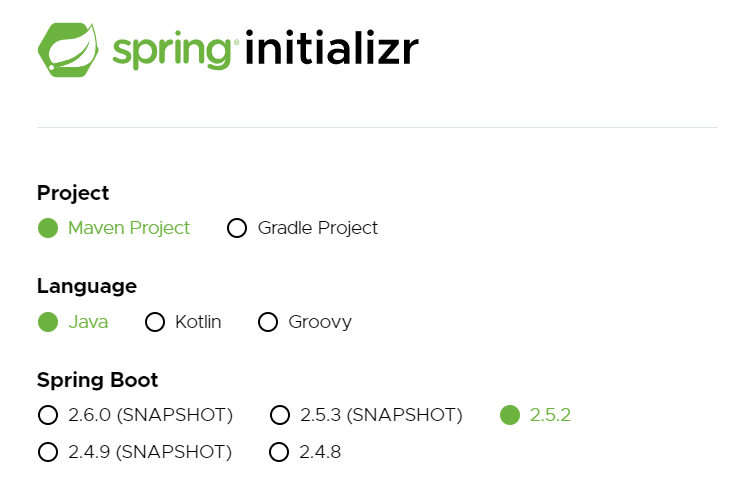 spring initializr
Project
Maven Project Gradle Project
Language
Java Kotlin Groovy
Spring Boot
2.6.0 (SNAPSHOT) 2.5.3 (SNAPSHOT) 2.5.2
2.4.9 (SNAPSHOT) 2.4.8